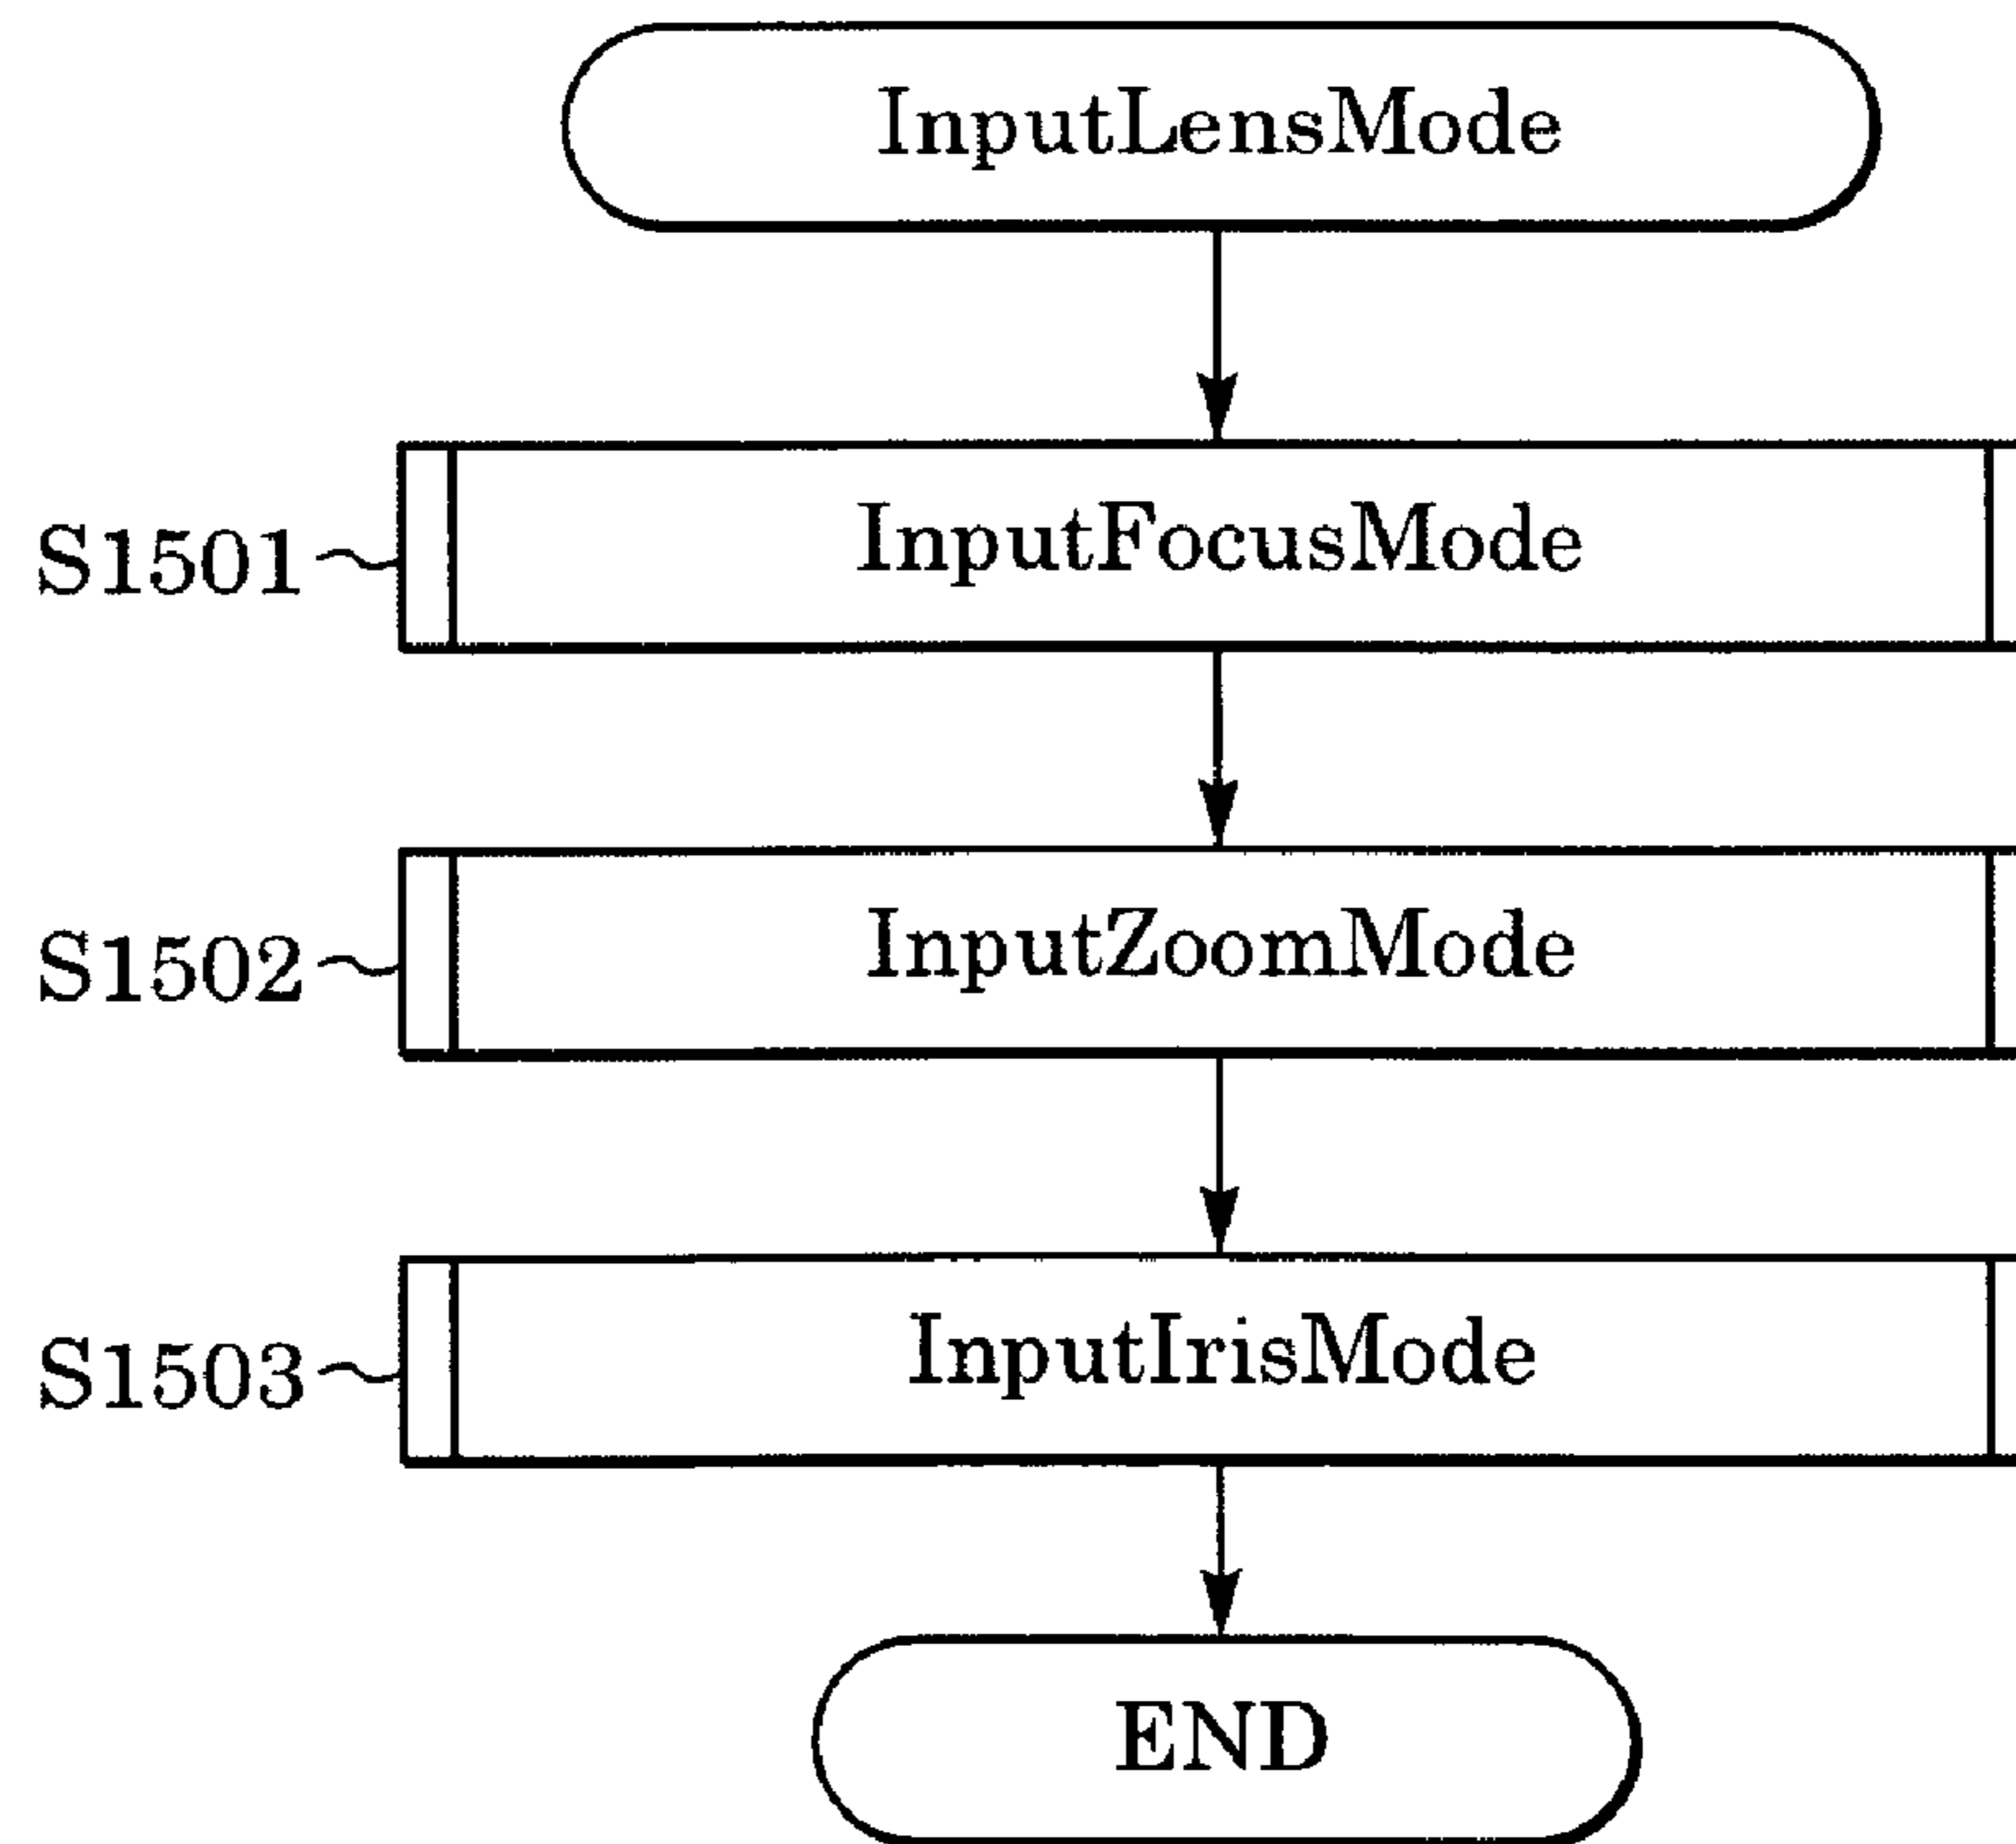 InputLensMode
S1501 InputFocusMode
S1502 InputZoomMode
S1503 InputIrisMode
END